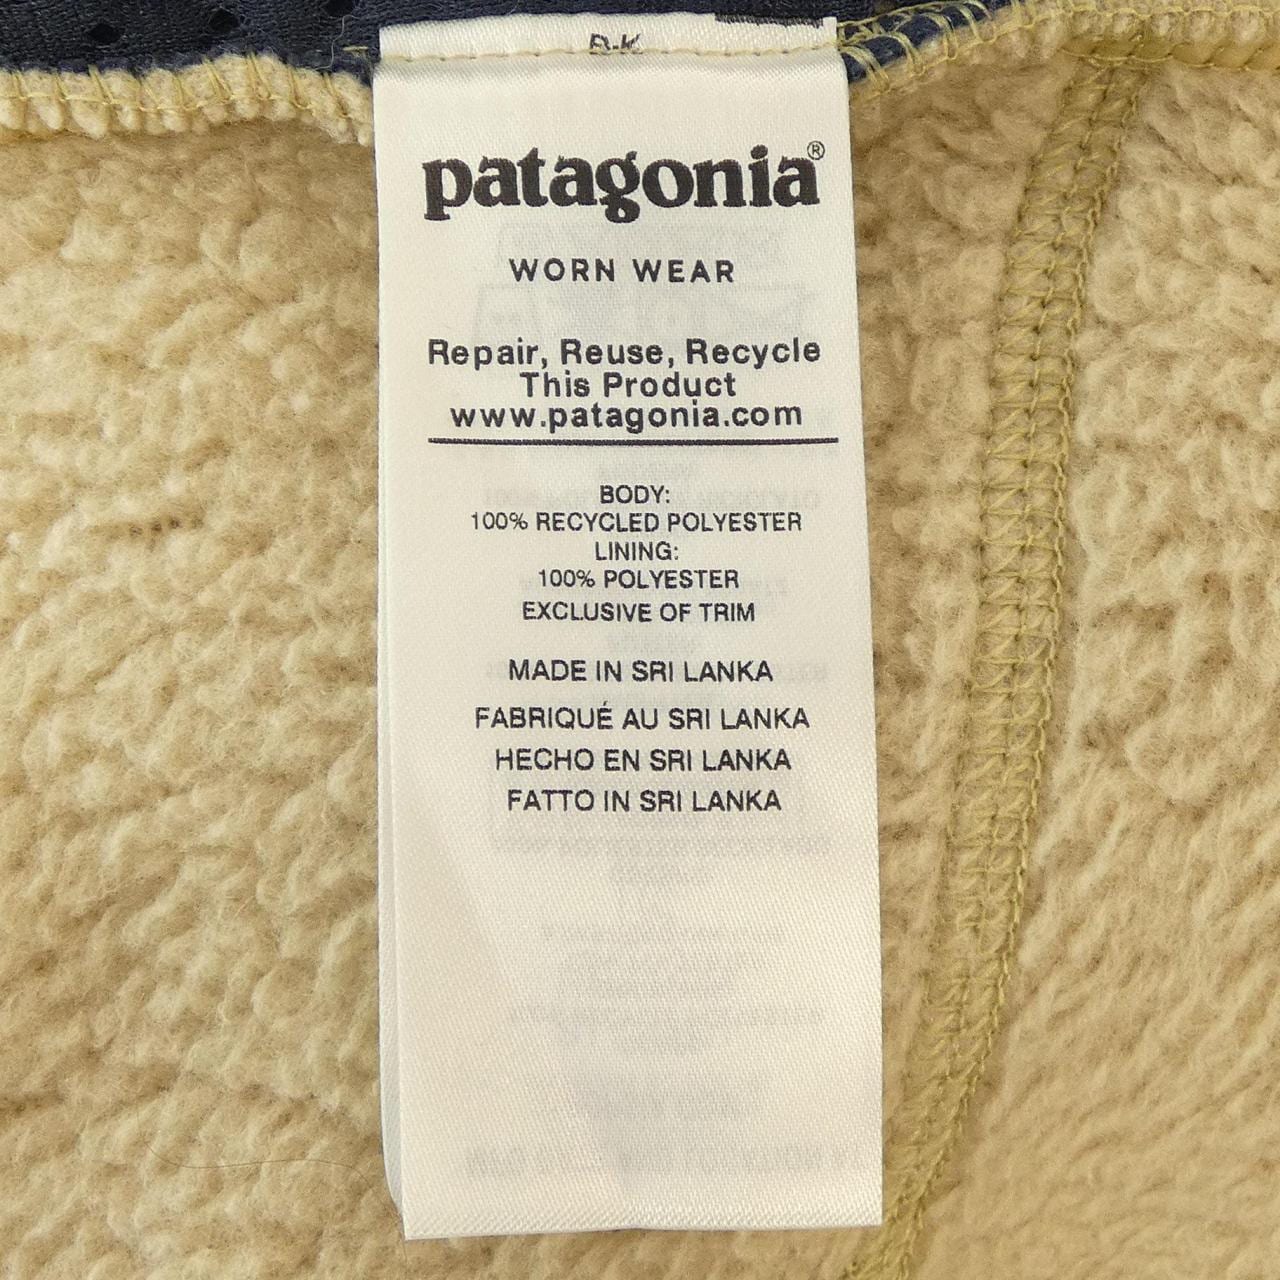 patagonia®
WORN WEAR
Repair, Reuse, Recycle
This Product
www.patagonia.com
BODY:
100% RECYCLED POLYESTER
LINING:
100% POLYESTER
EXCLUSIVE OF TRIM
MADE IN SRI LANKA
FABRIQUÉ AU SRI LANKA
HECHO EN SRI LANKA
FATTO IN SRI LANKA